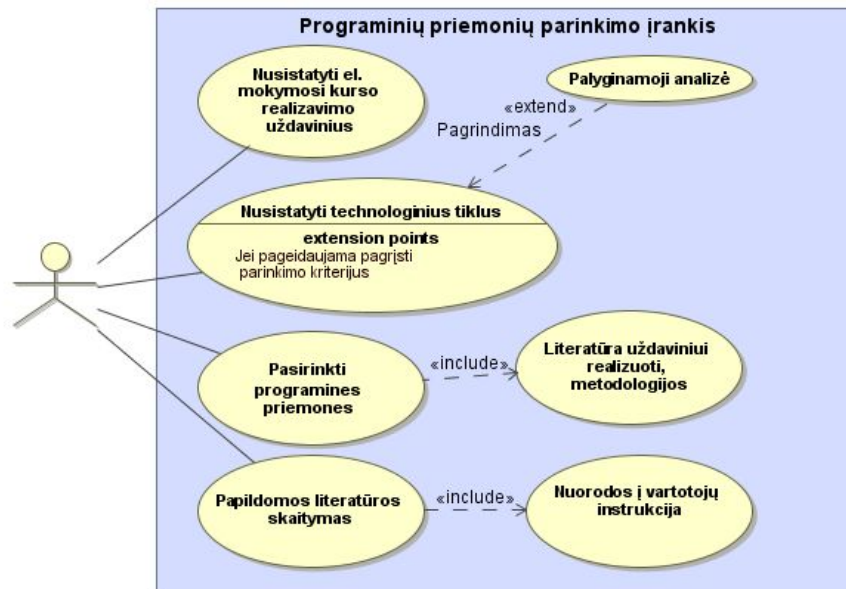 Programinių priemonių parinkimo įrankis
Nusistatyti el.
mokymosi kurso
realizavimo
uždavinius
Palyginamoji analizė
«extend»
Pagrindimas
Nusistatyti technologinius tiklus
extension points
Jei pageidaujama pagrįsti
parinkimo kriterijus
Pasirinkti
programines
priemones
«include»
Literatūra uždaviniui
realizuoti,
metodologijos
Papildomos literatūros
skaitymas
«include»
Nuorodos į vartotojų
instrukcija